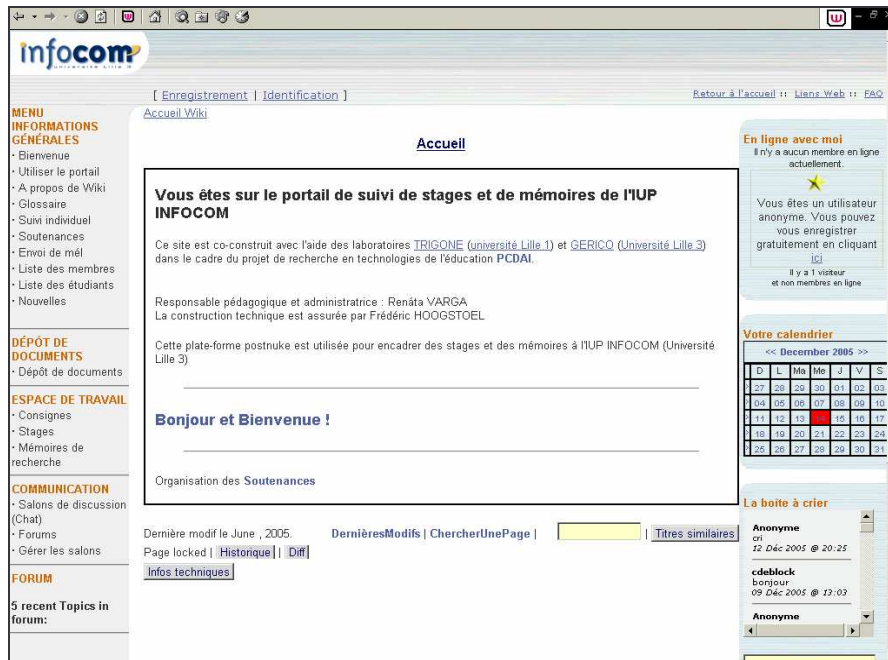 infocom
université Lille 3
[ Enregistrement | Identification ]
Retour à l'accueil :: Liens Web :: FAQ
MENU
INFORMATIONS
GÉNÉRALES
· Bienvenue
· Utiliser le portail
· A propos de Wiki
· Glossaire
· Suivi individuel
· Soutenances
· Envoi de mél
· Liste des membres
· Liste des étudiants
· Nouvelles
DÉPÔT DE
DOCUMENTS
· Dépôt de documents
ESPACE DE TRAVAIL
· Consignes
· Stages
· Mémoires de
recherche
COMMUNICATION
· Salons de discussion
(Chat)
· Forums
· Gérer les salons
FORUM
5 recent Topics in
forum:
Accueil Wiki
Accueil
Vous êtes sur le portail de suivi de stages et de mémoires de l'IUP
INFOCOM
Ce site est co-construit avec l'aide des laboratoires TRIGONE (université Lille 1) et GERICO (Université Lille 3)
dans le cadre du projet de recherche en technologies de l'éducation PCDAI.
Responsable pédagogique et administratrice : Renáta VARGA
La construction technique est assurée par Frédéric HOOGSTOEL
Cette plate-forme postnuke est utilisée pour encadrer des stages et des mémoires à l'IUP INFOCOM (Université
Lille 3)
Bonjour et Bienvenue !
Organisation des Soutenances
Dernière modif le June , 2005. DernièresModifs | ChercherUnePage | | Titres similaires
Page locked | Historique | Diff
Infos techniques
En ligne avec moi
Il n'y a aucun membre en ligne
actuellement.
Vous êtes un utilisateur
anonyme. Vous pouvez
vous enregistrer
gratuitement en cliquant
ici
Il y a 1 visiteur
et non membres en ligne
Votre calendrier
<< December 2005 >>
D L Ma Me J V S
27 28 29 30 01 02 03
04 05 06 07 08 09 10
11 12 13 14 15 16 17
18 19 20 21 22 23 24
25 26 27 28 29 30 31
La boîte à crier
Anonyme
cri
12 Déc 2005 @ 20:25
cdeblock
bonjour
09 Déc 2005 @ 13:03
Anonyme